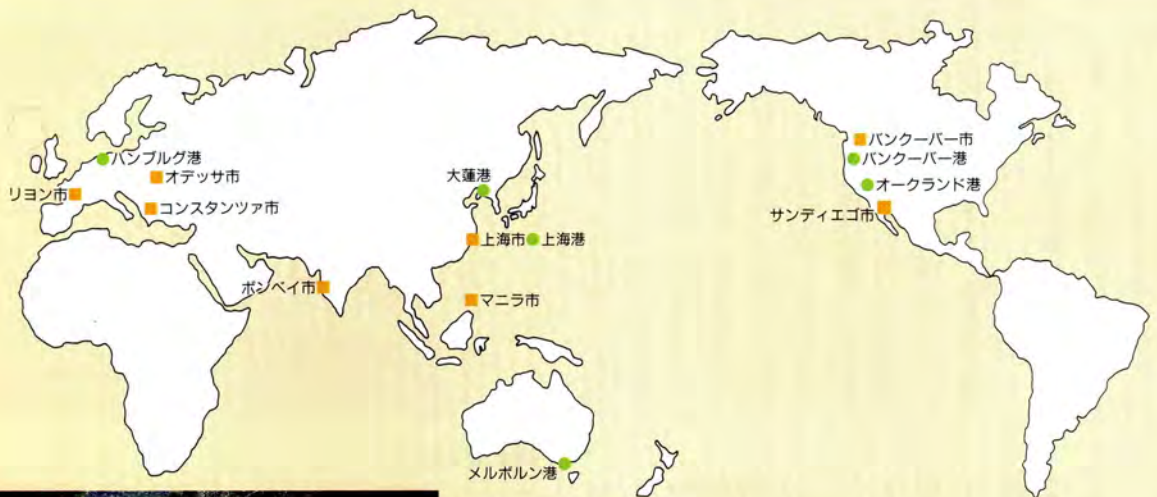 ハンブルグ港
オデッサ市
リヨン市
コンスタンツァ市
大蓮港
上海市
上海港
ボンベイ市
マニラ市
メルボルン港
バンクーバー市
バンクーバー港
オークランド港
サンディエゴ市